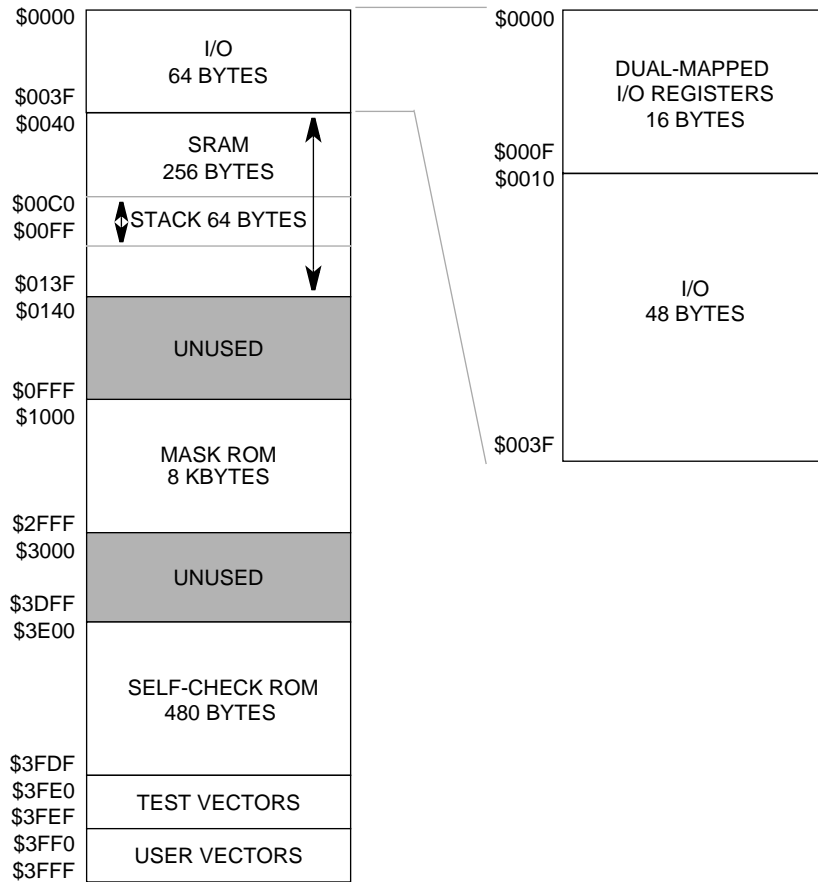 $0000
I/O
64 BYTES
$003F
$0040
SRAM
256 BYTES
$00C0
$00FF
STACK 64 BYTES
$013F
$0140
UNUSED
$0FFF
$1000
MASK ROM
8 KBYTES
$2FFF
$3000
UNUSED
$3DFF
$3E00
SELF-CHECK ROM
480 BYTES
$3FDF
$3FE0
TEST VECTORS
$3FEF
$3FF0
USER VECTORS
$3FFF
$0000
DUAL-MAPPED
I/O REGISTERS
16 BYTES
$000F
$0010
I/O
48 BYTES
$003F